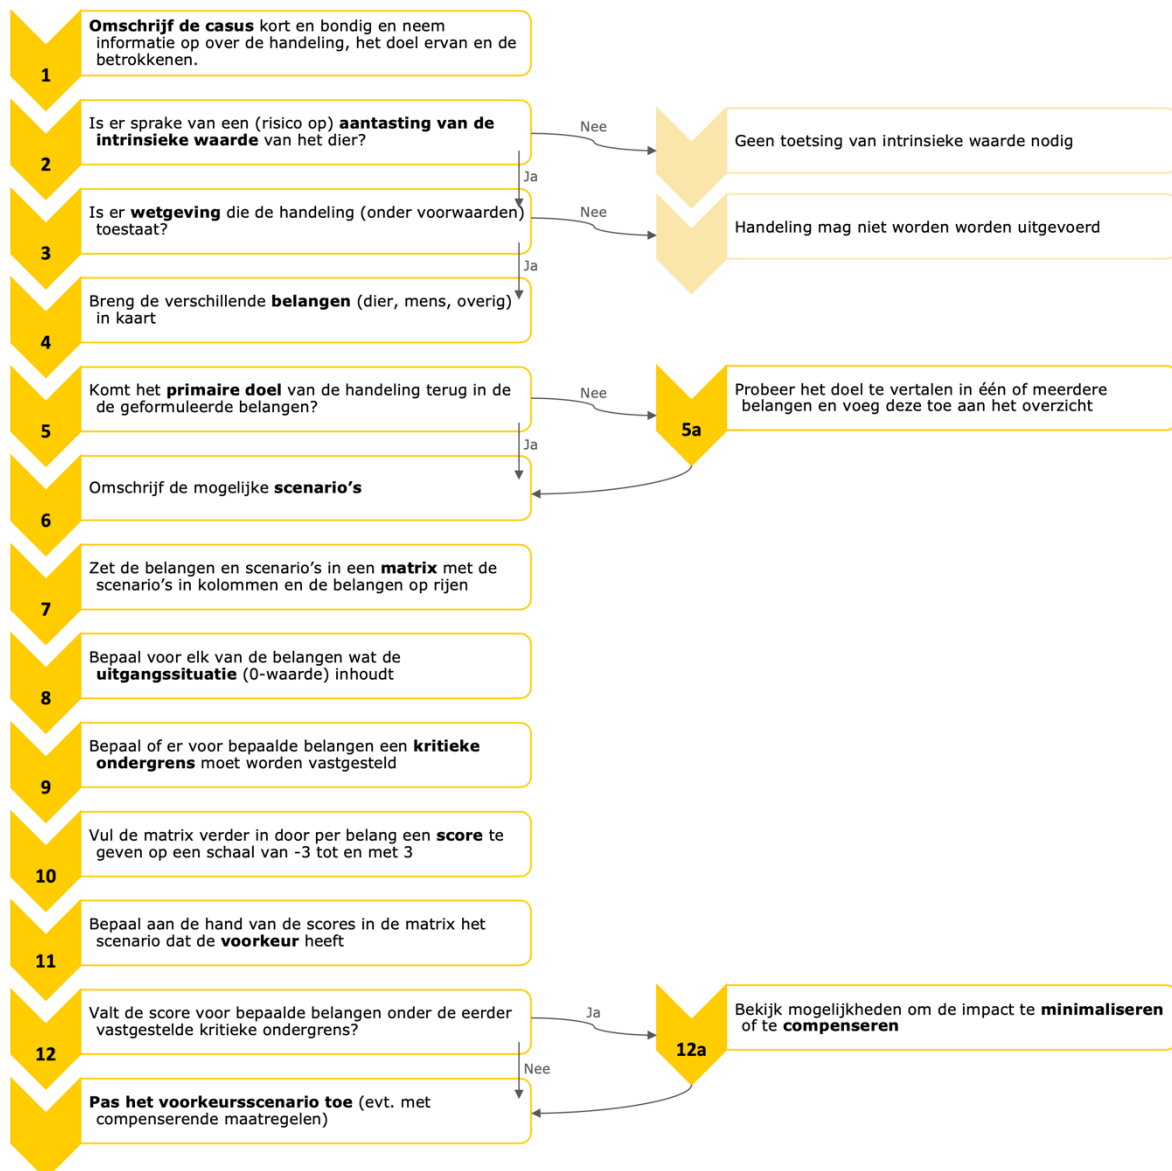 Omschrijf de casus kort en bondig en neem
informatie op over de handeling, het doel ervan en de
betrokkenen.
1
Is er sprake van een (risico op) aantasting van de
intrinsieke waarde van het dier?
2
Nee
Geen toetsing van intrinsieke waarde nodig
Ja
Is er wetgeving die de handeling (onder voorwaarden)
toestaat?
3
Nee
Handeling mag niet worden worden uitgevoerd
Ja
Breng de verschillende belangen (dier, mens, overig)
in kaart
4
Komt het primaire doel van de handeling terug in de
de geformuleerde belangen?
5
Nee
5a
Probeer het doel te vertalen in één of meerdere
belangen en voeg deze toe aan het overzicht
Ja
Omschrijf de mogelijke scenario's
6
Zet de belangen en scenario's in een matrix met de
scenario's in kolommen en de belangen op rijen
7
Bepaal voor elk van de belangen wat de
uitgangssituatie (0-waarde) inhoudt
8
Bepaal of er voor bepaalde belangen een kritieke
ondergrens moet worden vastgesteld
9
Vul de matrix verder in door per belang een score te
geven op een schaal van -3 tot en met 3
10
Bepaal aan de hand van de scores in de matrix het
scenario dat de voorkeur heeft
11
Valt de score voor bepaalde belangen onder de eerder
vastgestelde kritieke ondergrens?
12
Ja
12a
Bekijk mogelijkheden om de impact te minimaliseren
of te compenseren
Nee
Pas het voorkeursscenario toe (evt. met
compenserende maatregelen)